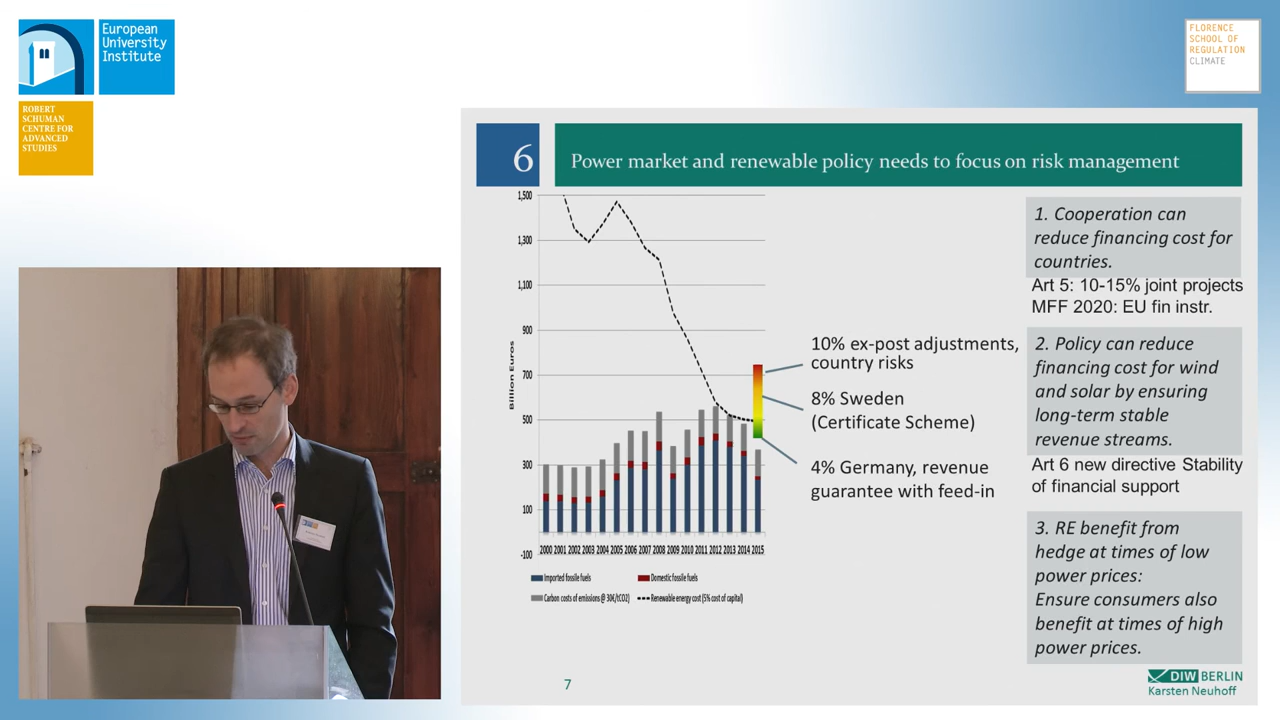 European
University
Institute
ROBERT
SCHUMAN
CENTRE FOR
ADVANCED
STUDIES
FLORENCE
SCHOOL OF
REGULATION
CLIMATE
6
Power market and renewable policy needs to focus on risk management
1,500
1,300
1,100
900
700
500
300
100
-100
Billion Euros
2000 2001 2002 2003 2004 2005 2006 2007 2008 2009 2010 2011 2012 2013 2014 2015
Imported fossile fuels
Domestic fossile fuels
Carbon costs of emissions @ 30€/tCO2)
Renewable energy cost (5% cost of capital)
10% ex-post adjustments,
country risks
8% Sweden
(Certificate Scheme)
4% Germany, revenue
guarantee with feed-in
1. Cooperation can
reduce financing cost for
countries.
Art 5: 10-15% joint projects
MFF 2020: EU fin instr.
2. Policy can reduce
financing cost for wind
and solar by ensuring
long-term stable
revenue streams.
Art 6 new directive Stability
of financial support
3. RE benefit from
hedge at times of low
power prices:
Ensure consumers also
benefit at times of high
power prices.
7
DIW BERLIN
Karsten Neuhoff